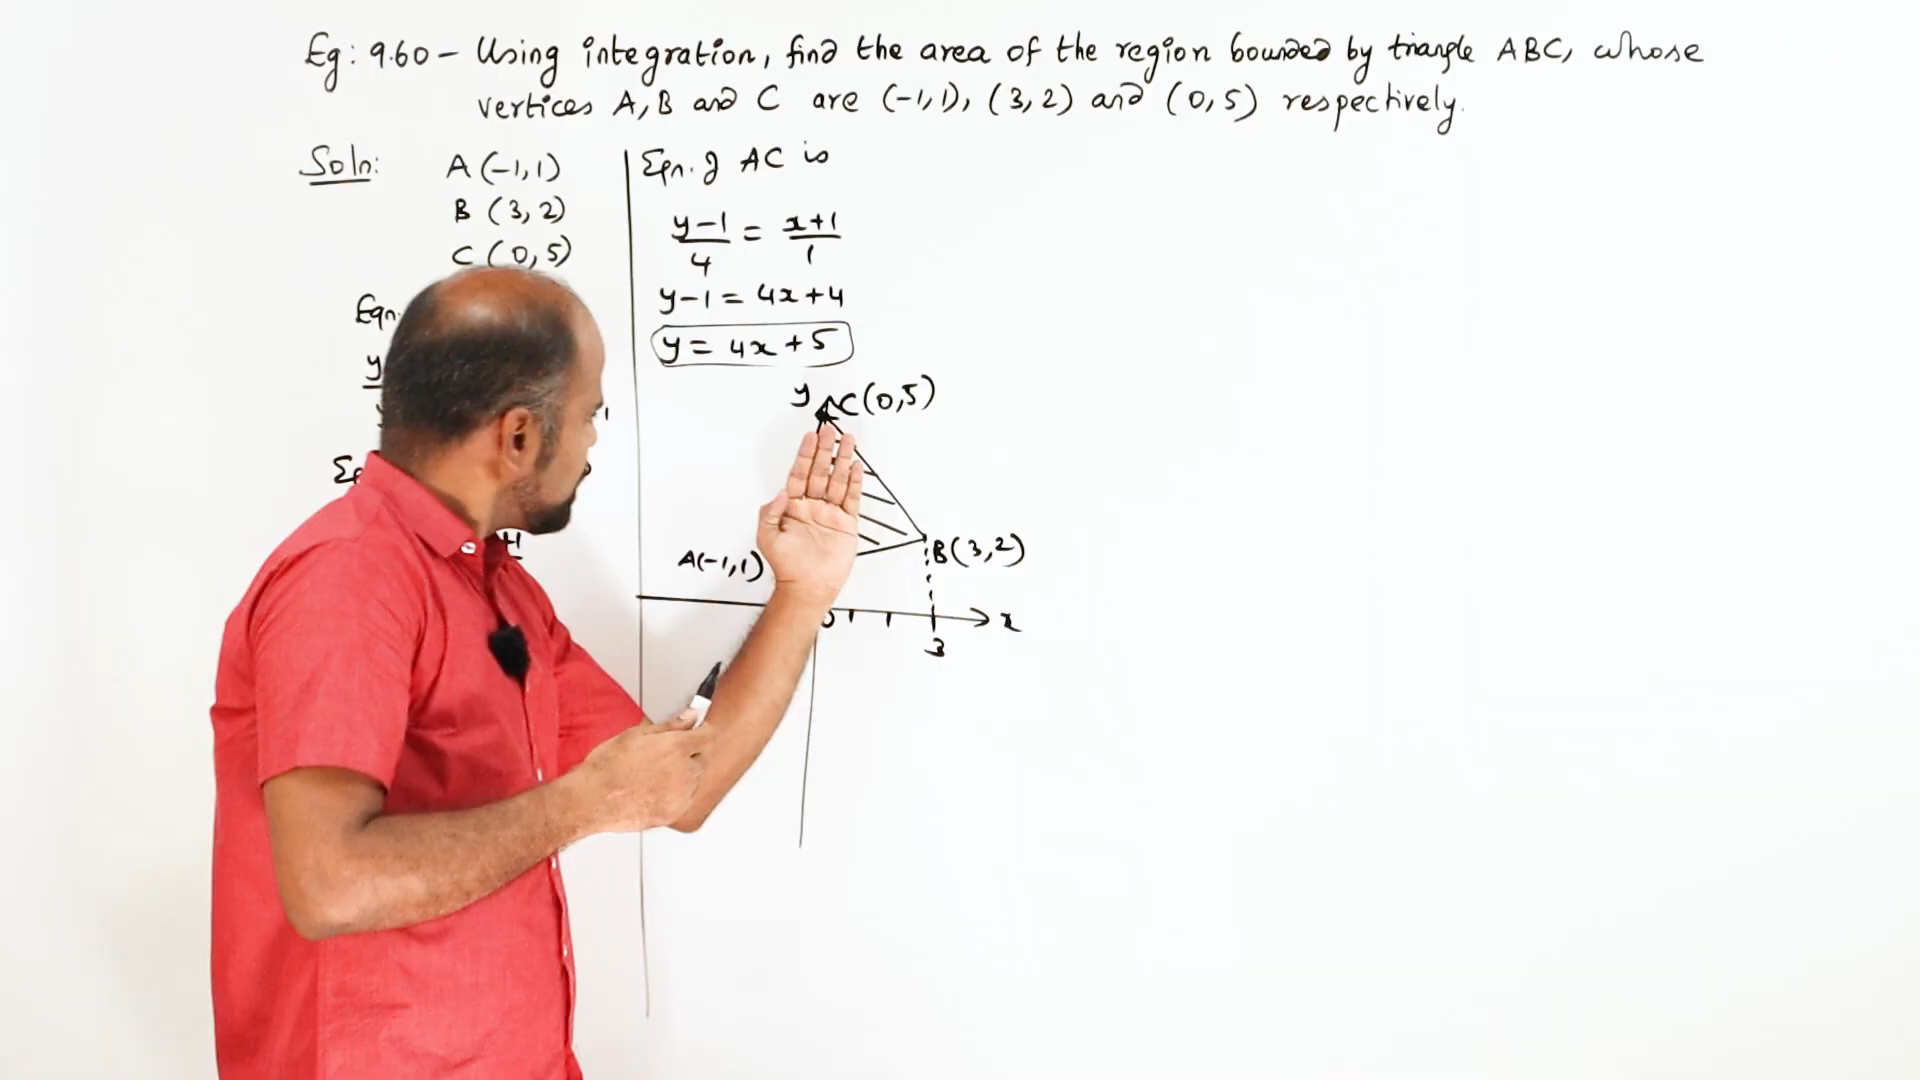 Eg: 9.60 - Using integration, find the area of the region bounded by triangle ABC, whose
vertices A, B and C are (-1,1), (3,2) and (0,5) respectively.
Soln:
A (-1,1)
B (3,2)
C (0,5)
Eqn.
y
Eqn. of AC is
y-1/4 = x+1/1
y-1 = 4x+4
y = 4x+5
y C(0,5)
A(-1,1)
B(3,2)
x
3